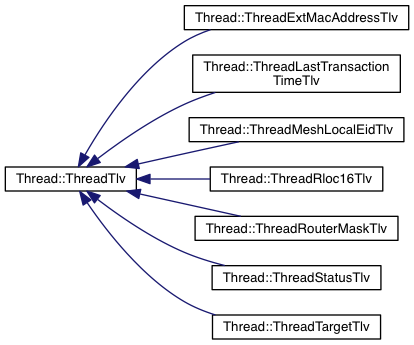 Thread::ThreadExtMacAddressTlv
Thread::ThreadLastTransaction
TimeTlv
Thread::ThreadMeshLocalEidTlv
Thread::ThreadTlv
Thread::ThreadRloc16Tlv
Thread::ThreadRouterMaskTlv
Thread::ThreadStatusTlv
Thread::ThreadTargetTlv